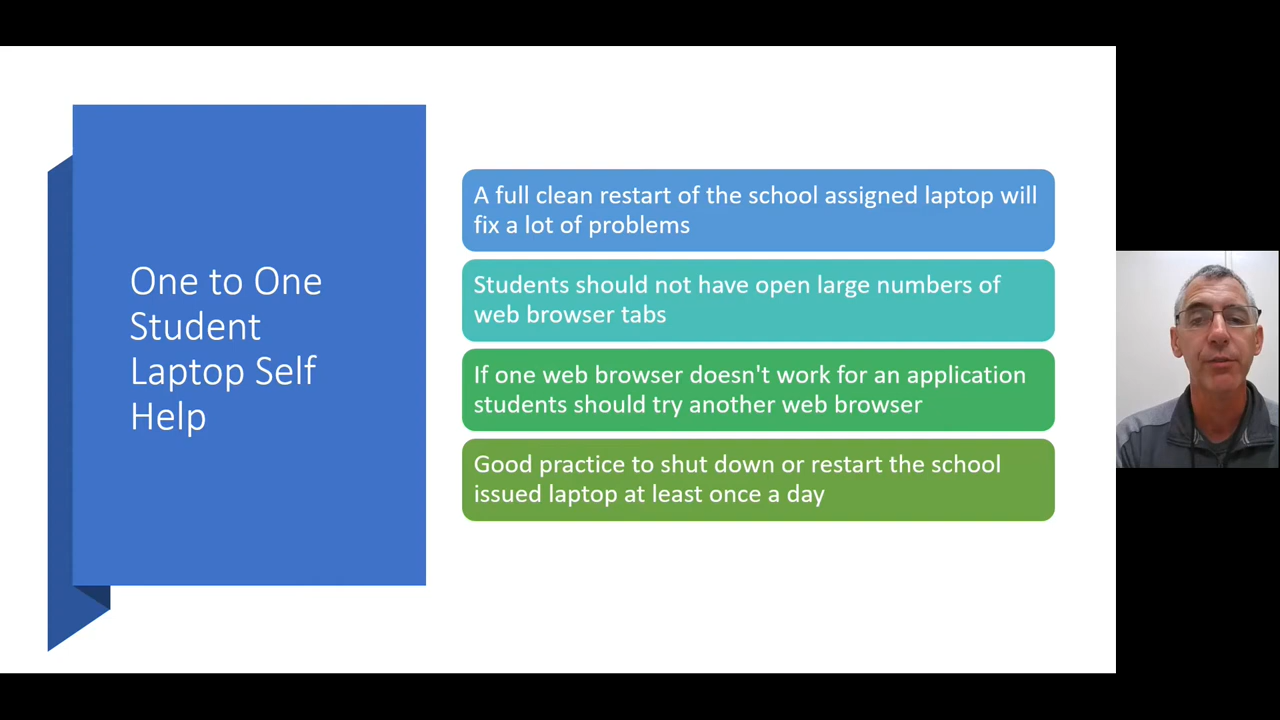 One to One
Student
Laptop Self
Help
A full clean restart of the school assigned laptop will
fix a lot of problems
Students should not have open large numbers of
web browser tabs
If one web browser doesn't work for an application
students should try another web browser
Good practice to shut down or restart the school
issued laptop at least once a day